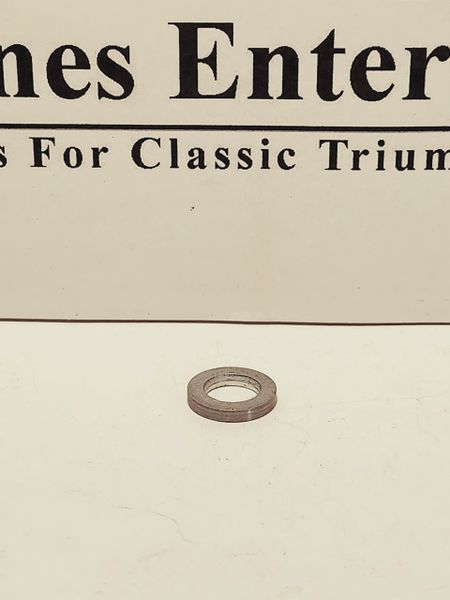 nes Enter
s For Classic Trium